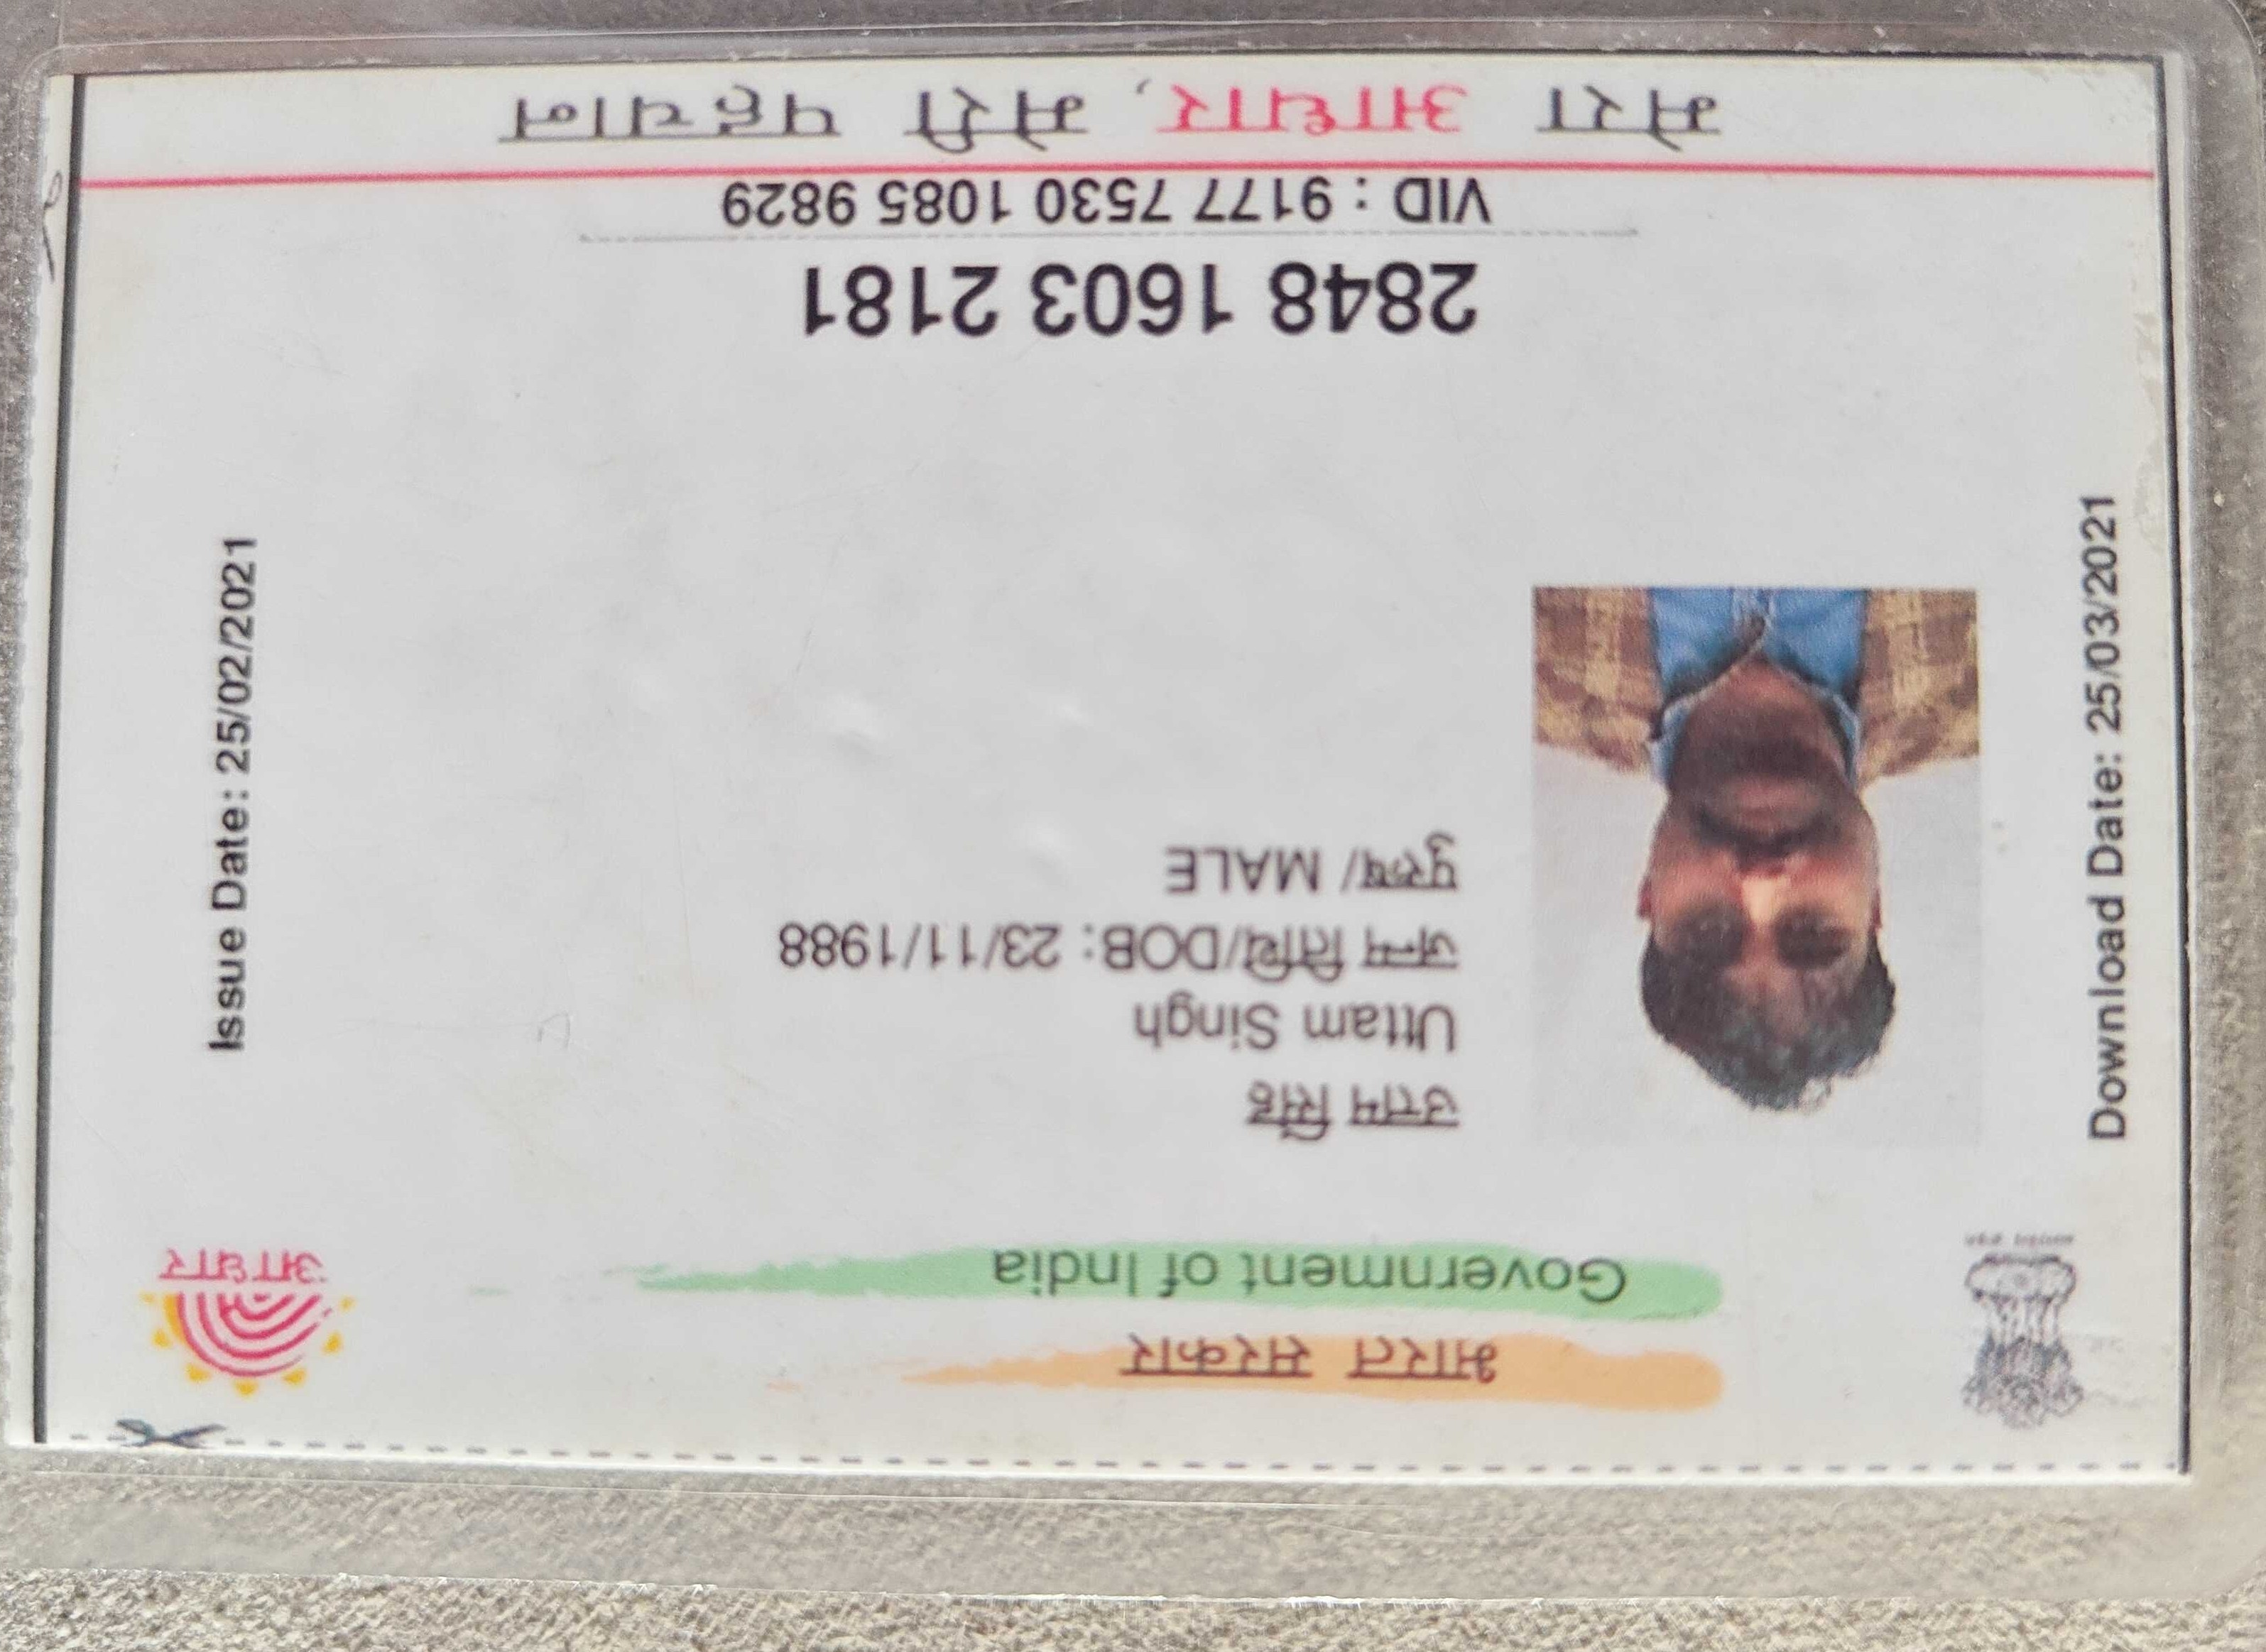 भारत सरकार
Government of India
आधार
Download Date: 25/03/2021
उत्तम सिंह
Uttam Singh
जन्म तिथि/DOB: 23/11/1988
पुरुष/ MALE
Issue Date: 25/02/2021
2848 1603 2181
VID : 9177 7530 1085 9829
मेरा आधार, मेरी पहचान